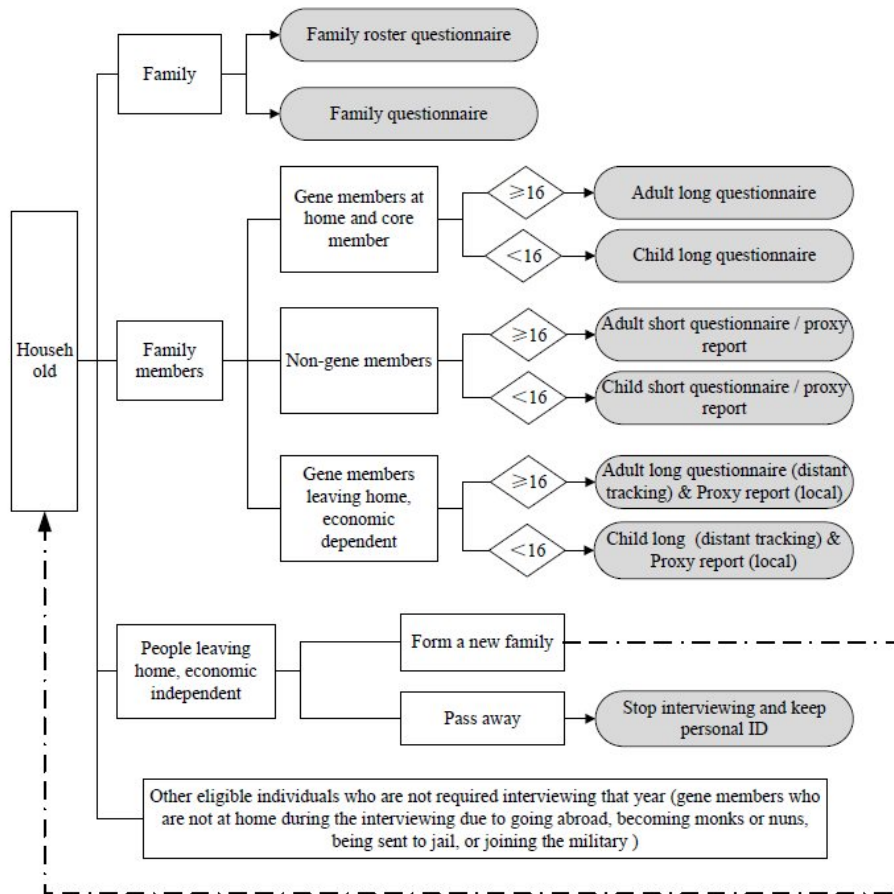 Family roster questionnaire
Family
Family questionnaire
Gene members at
home and core
member
≥16
Adult long questionnaire
<16
Child long questionnaire
Househ
old
Family
members
Non-gene members
≥16
Adult short questionnaire / proxy
report
<16
Child short questionnaire / proxy
report
Gene members
leaving home,
economic
dependent
≥16
Adult long questionnaire (distant
tracking) & Proxy report (local)
<16
Child long (distant tracking) &
Proxy report (local)
People leaving
home, economic
independent
Form a new family
Pass away
Stop interviewing and keep
personal ID
Other eligible individuals who are not required interviewing that year (gene members who
are not at home during the interviewing due to going abroad, becoming monks or nuns,
being sent to jail, or joining the military )